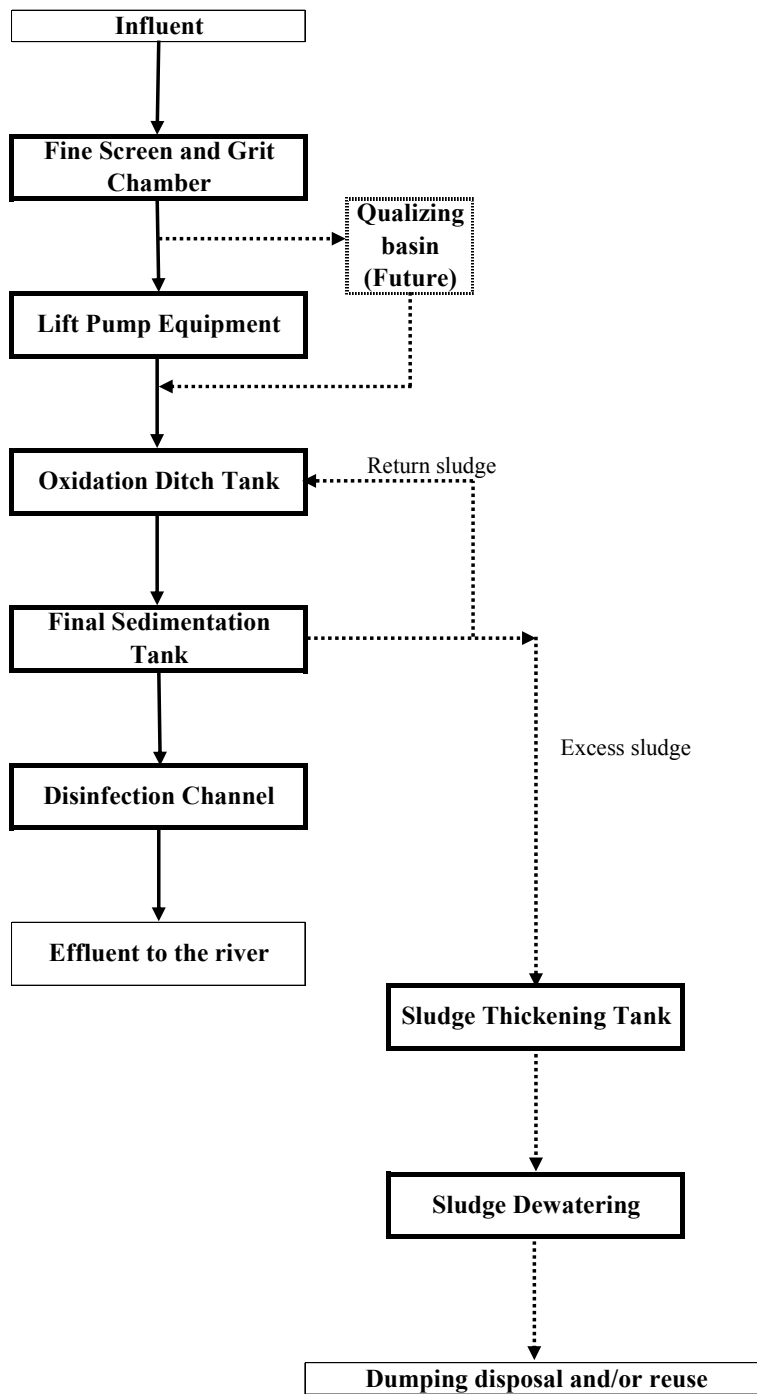 Influent
Fine Screen and Grit
Chamber
Qualizing
basin
(Future)
Lift Pump Equipment
Return sludge
Oxidation Ditch Tank
Final Sedimentation
Tank
Excess sludge
Disinfection Channel
Effluent to the river
Sludge Thickening Tank
Sludge Dewatering
Dumping disposal and/or reuse